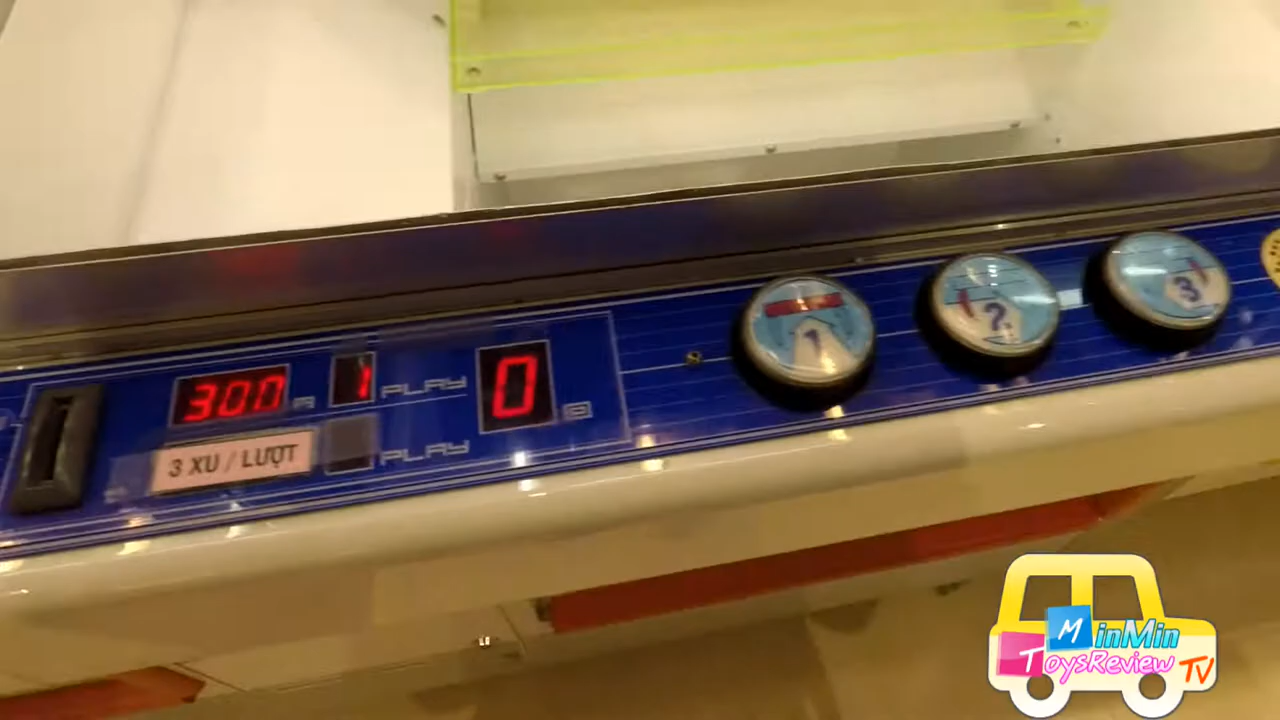 300 1 PLAY 0
3 XU / LƯỢT PLAY
1
2
3
MinMin
ToysReview TV